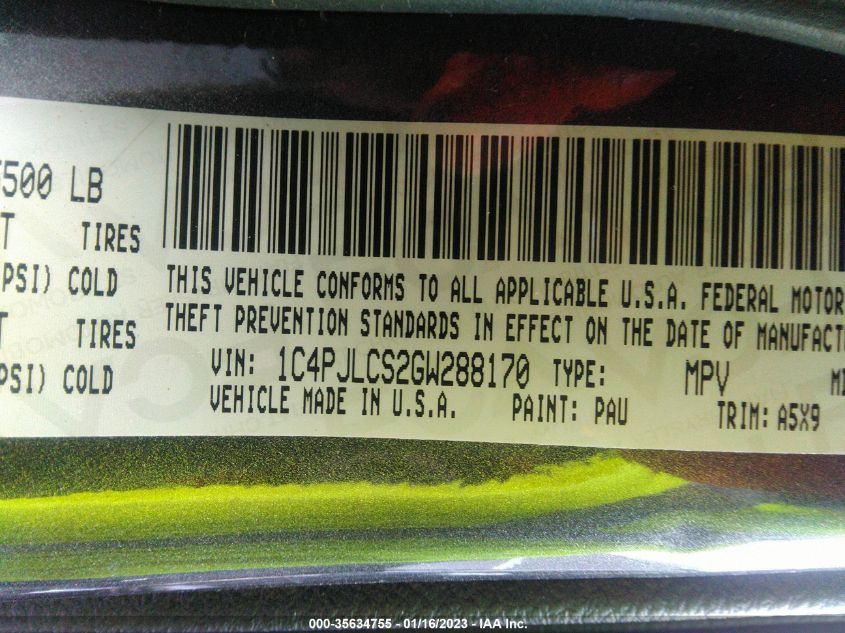 500 LB
T TIRES
PSI) COLD
T TIRES
PSI) COLD
THIS VEHICLE CONFORMS TO ALL APPLICABLE U.S.A. FEDERAL MOTOR
THEFT PREVENTION STANDARDS IN EFFECT ON THE DATE OF MANUFACT
VIN: 1C4PJLCS2GW288170 TYPE: MPV
VEHICLE MADE IN U.S.A. PAINT: PAU TRIM: A5X9
000-35634755 - 01/16/2023 - IAA Inc.